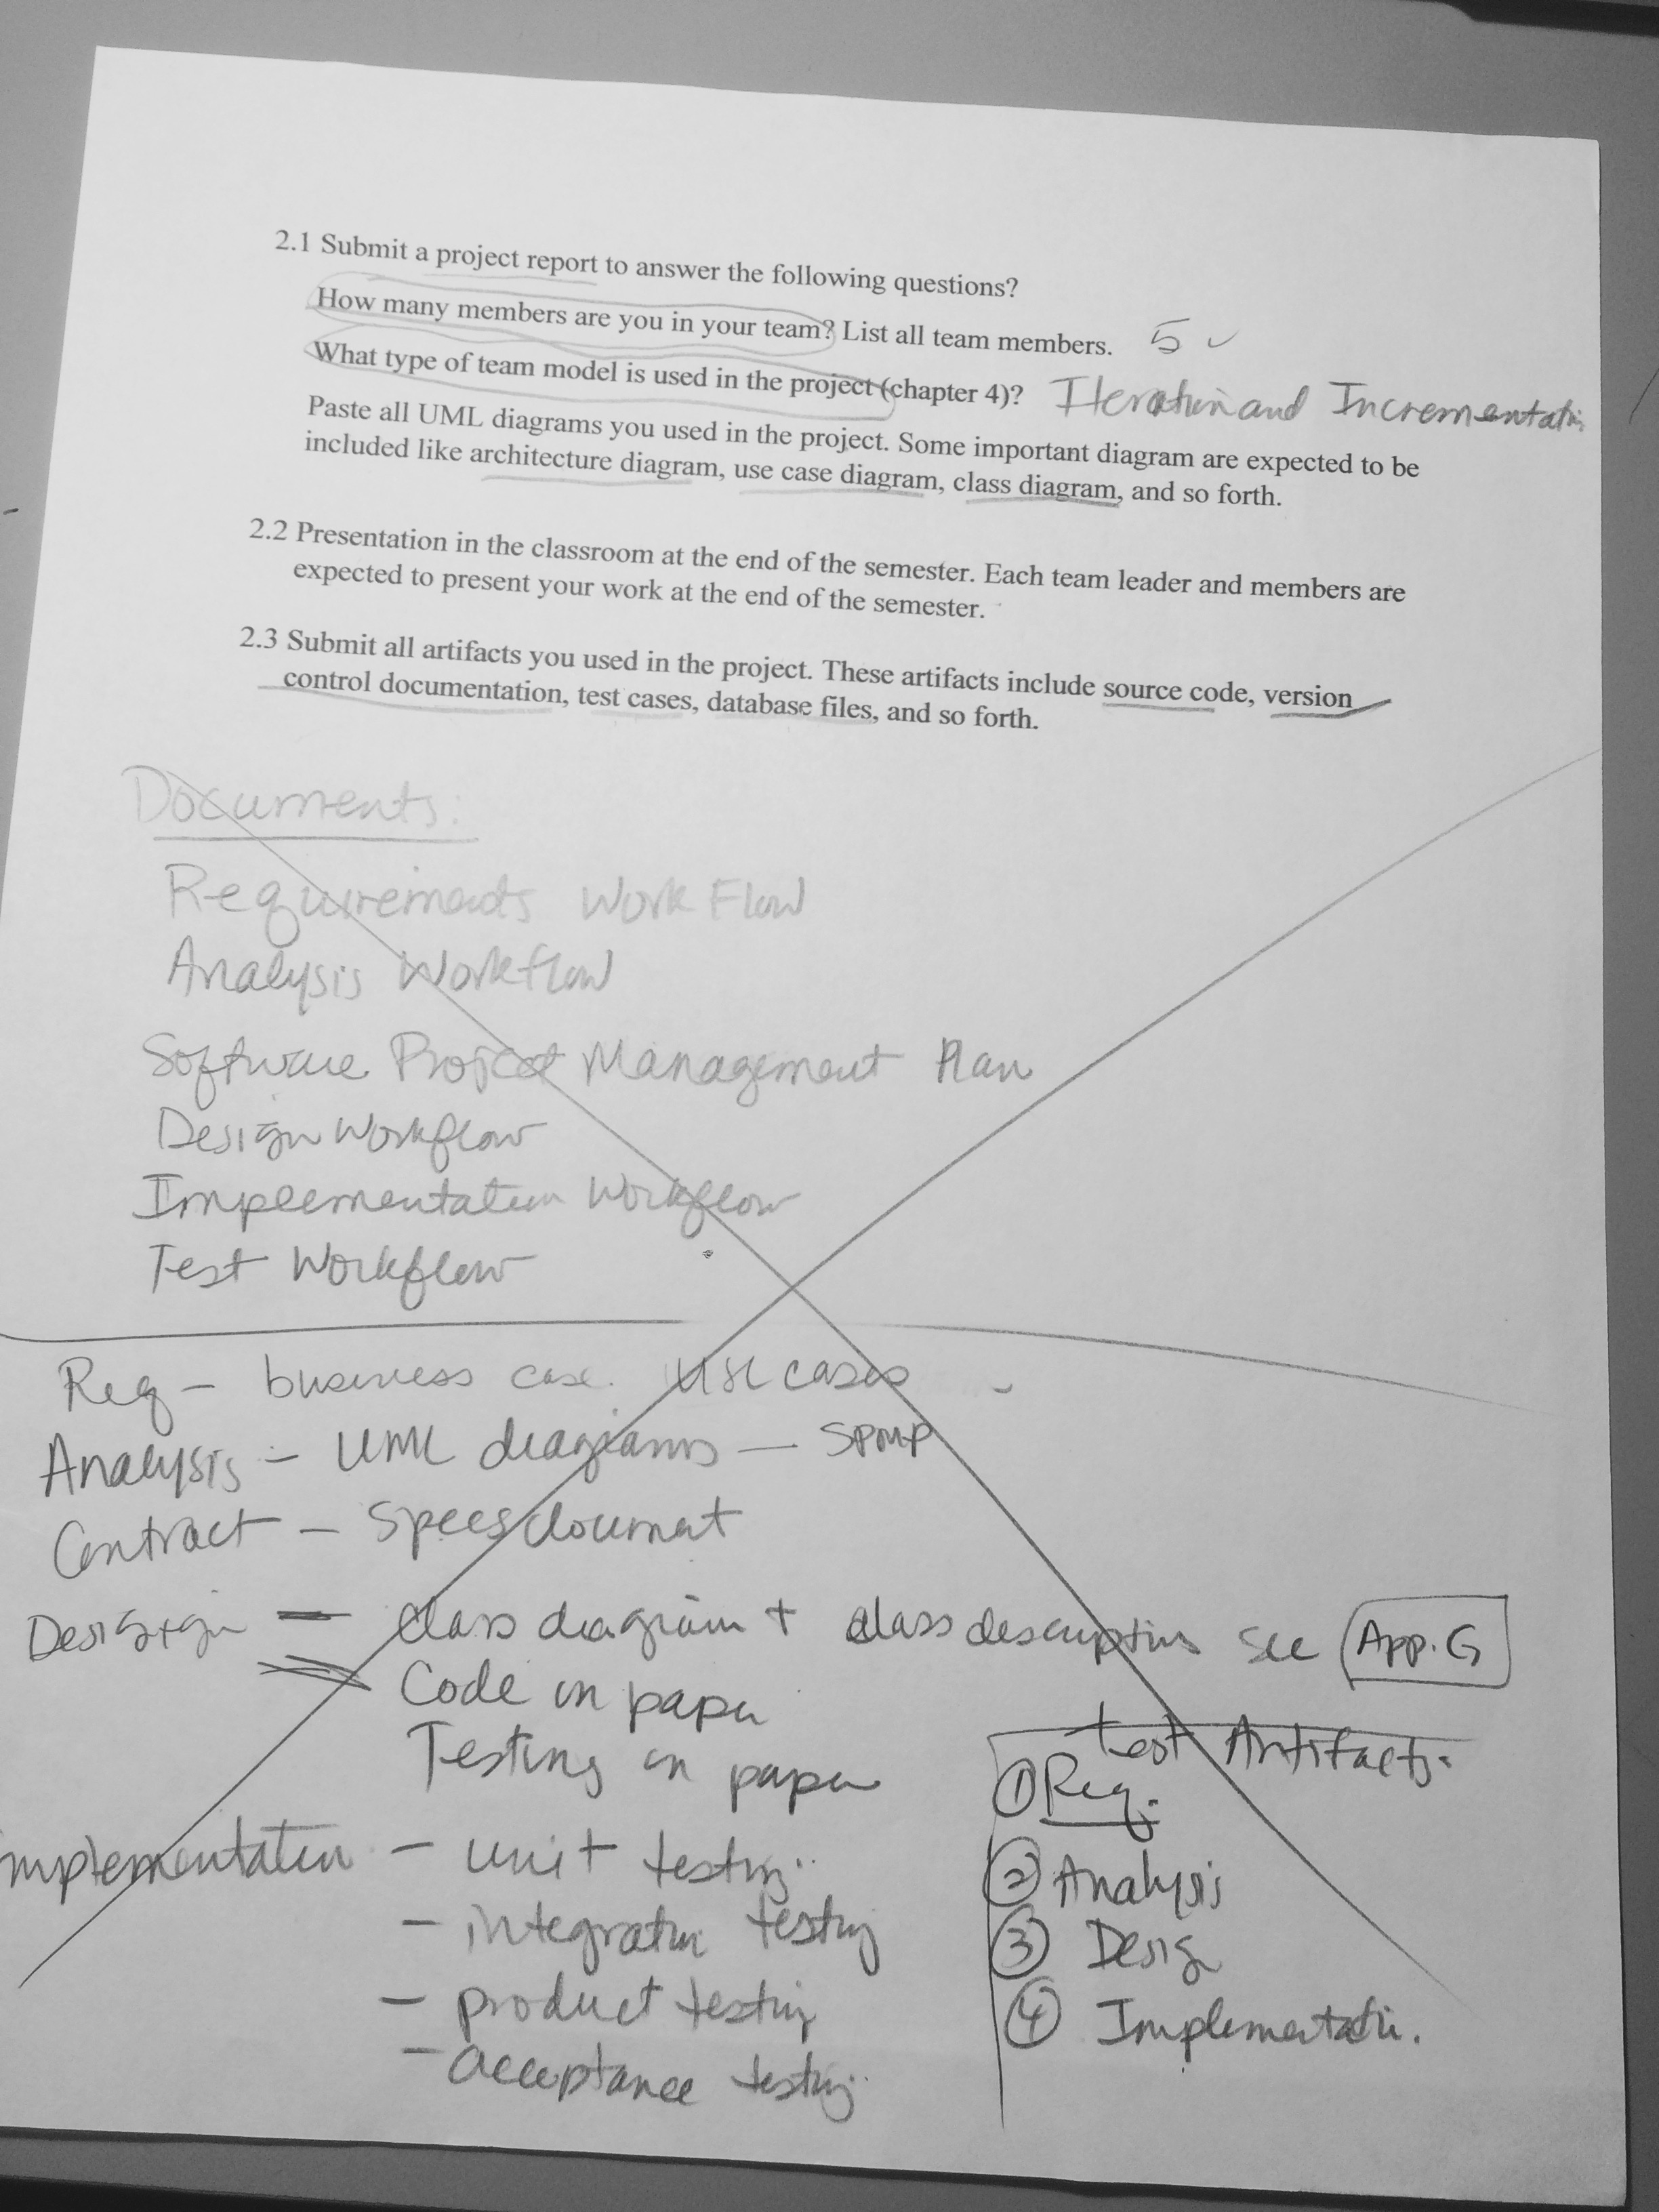 2.1 Submit a project report to answer the following questions?
How many members are you in your team? List all team members. 5
What type of team model is used in the project (chapter 4)? Iteration and Incrementatin
Paste all UML diagrams you used in the project. Some important diagram are expected to be
included like architecture diagram, use case diagram, class diagram, and so forth.
2.2 Presentation in the classroom at the end of the semester. Each team leader and members are
expected to present your work at the end of the semester.
2.3 Submit all artifacts you used in the project. These artifacts include source code, version
control documentation, test cases, database files, and so forth.
Documents:
Requirements Work Flow
Analysis Workflow
Software Project Management Plan
Design Workflow
Implementation Workflow
Test Workflow
Req - business case. use cases
Analysis - UML diagrams - SPMP
Contract - Specs document
Design - class diagram + class description see App. G
Code on paper
Testing on paper
Implementation - unit testing
- integration testing
- product testing
- acceptance testing
test Artifacts
① Req.
② Analysis
③ Design
④ Implementation.